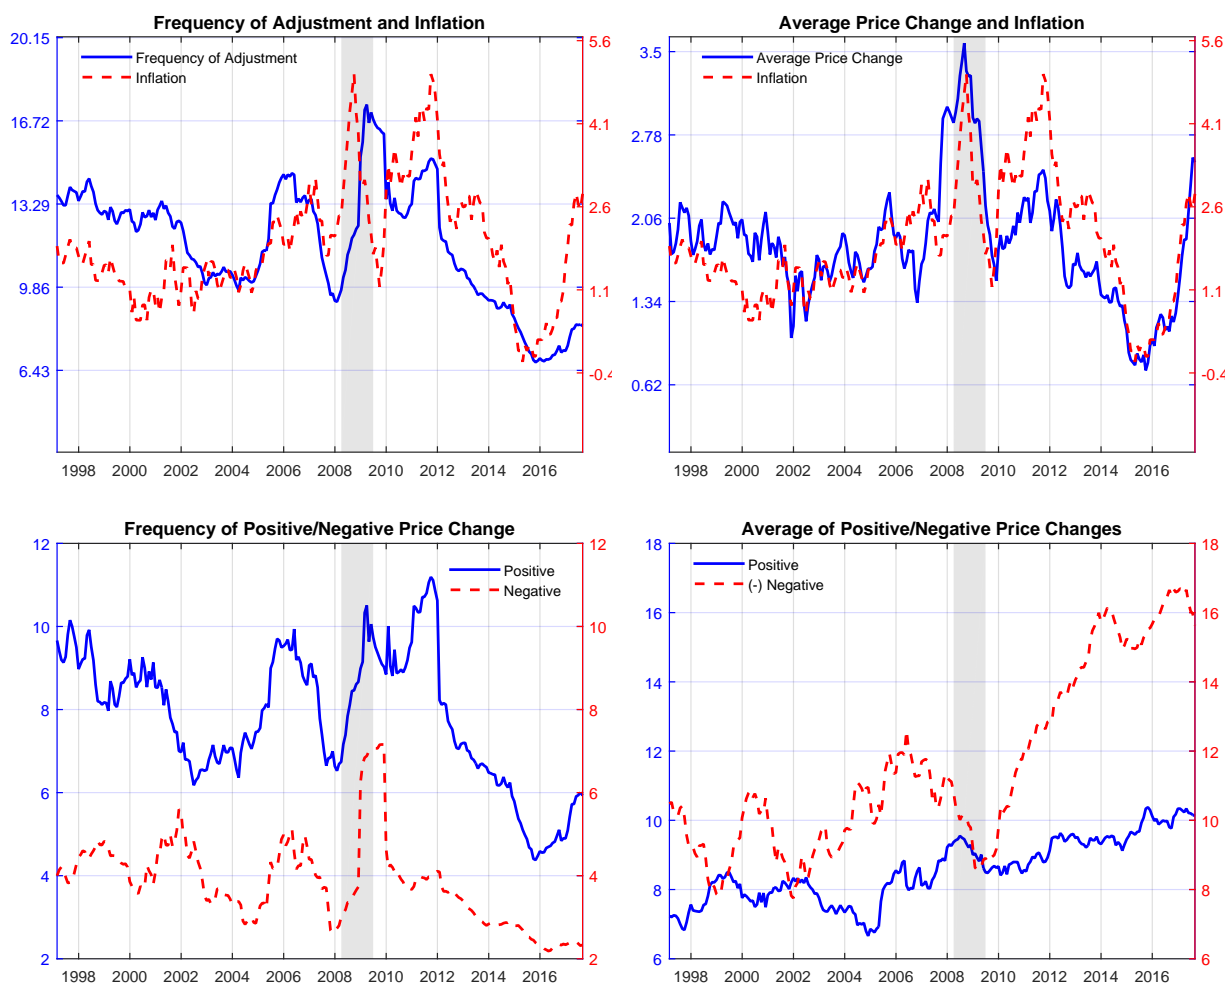 Frequency of Adjustment and Inflation
20.15
16.72
13.29
9.86
6.43
5.6
4.1
2.6
1.1
-0.4
Frequency of Adjustment
Inflation
1998 2000 2002 2004 2006 2008 2010 2012 2014 2016
Average Price Change and Inflation
3.5
2.78
2.06
1.34
0.62
5.6
4.1
2.6
1.1
-0.4
Average Price Change
Inflation
1998 2000 2002 2004 2006 2008 2010 2012 2014 2016
Frequency of Positive/Negative Price Change
12
10
8
6
4
2
12
10
8
6
4
2
Positive
Negative
1998 2000 2002 2004 2006 2008 2010 2012 2014 2016
Average of Positive/Negative Price Changes
18
16
14
12
10
8
6
18
16
14
12
10
8
6
Positive
(-) Negative
1998 2000 2002 2004 2006 2008 2010 2012 2014 2016